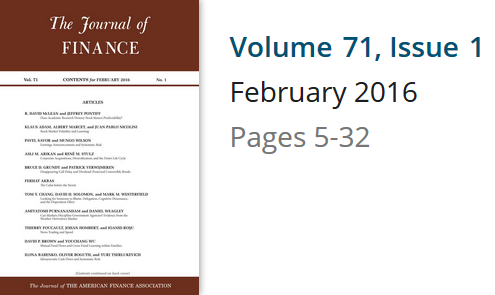 The Journal of
FINANCE
Vol. 71 CONTENTS for FEBRUARY 2016 No. 1
ARTICLES
R. DAVID McLEAN and JEFFREY PONTIFF
Does Academic Research Destroy Stock Return Predictability?
KLAUS ADAM, ALBERT MARCET, and JUAN PABLO NICOLINI
Stock Market Volatility and Learning
PAVEL SAVOR and MUNGO WILSON
Earnings Announcements and Systematic Risk
ASLI M. ARIKAN and RENÉ M. STULZ
Corporate Acquisitions, Diversification, and the Firm's Life Cycle
BRUCE D. GRUNDY and PATRICK VERWIJMEREN
Disappearing Call Delay and Dividend-Protected Convertible Bonds
FERHAT AKBAS
The Calm before the Storm
TOM Y. CHANG, DAVID H. SOLOMON, and MARK M. WESTERFIELD
Looking for Someone to Blame: Delegation, Cognitive Dissonance,
and the Disposition Effect
AMIYATOSH PURNANANDAM and DANIEL WEAGLEY
Can Markets Discipline Government Agencies? Evidence from the
Weather Derivatives Market
THIERRY FOUCAULT, JOHAN HOMBERT, and IOANID ROŞU
News Trading and Speed
DAVID P. BROWN and YOUCHANG WU
Mutual Fund Flows and Cross-Fund Learning within Families
ILONA BABENKO, OLIVER BOGUTH, and YURI TSERLUKEVICH
Idiosyncratic Cash Flows and Systematic Risk
(Content continued on back cover)
The Journal of THE AMERICAN FINANCE ASSOCIATION
Volume 71, Issue 1
February 2016
Pages 5-32